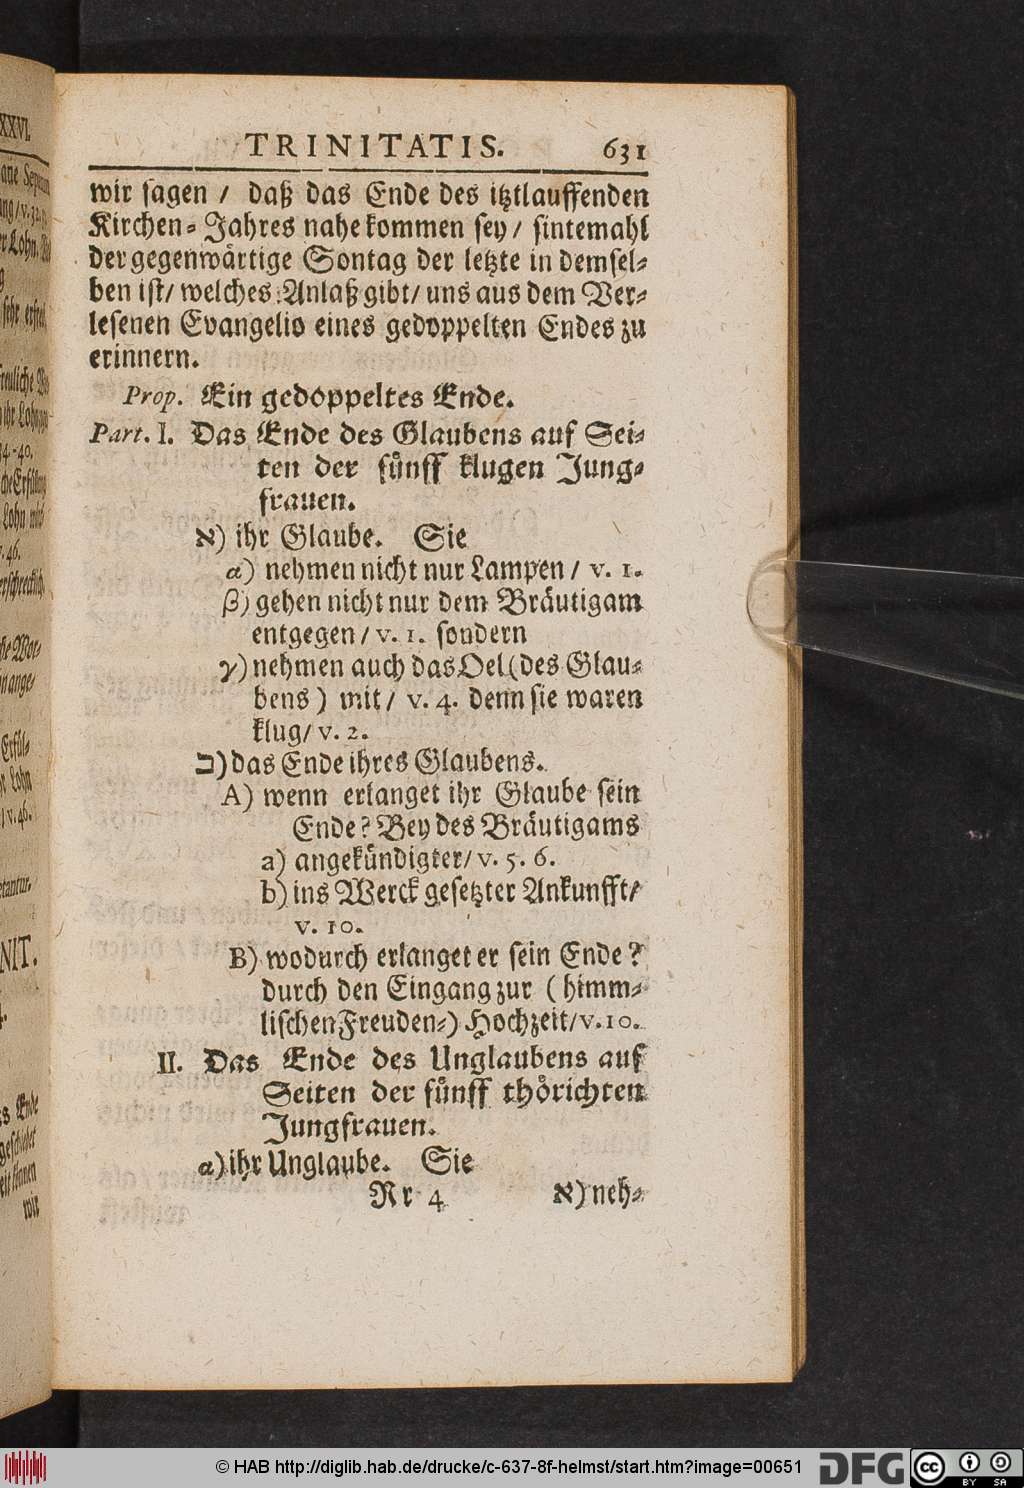 TRINITATIS. 631
wir sagen / daß das Ende des itztlauffenden
Kirchen-Jahres nahe kommen sey / sintemahl
der gegenwärtige Sontag der letzte in demsel-
ben ist / welches Anlaß gibt / uns aus dem Ver-
lesenen Evangelio eines gedoppelten Endes zu
erinnern.
Prop. Ein gedoppeltes Ende.
Part. I. Das Ende des Glaubens auf Sei-
ten der fünff klugen Jung-
frauen.
א) ihr Glaube. Sie
α) nehmen nicht nur Lampen / v. 1.
β) gehen nicht nur dem Bräutigam
entgegen / v. 1. sondern
γ) nehmen auch das Oel (des Glau-
bens) mit / v. 4. denn sie waren
klug / v. 2.
ב) das Ende ihres Glaubens.
A) wenn erlanget ihr Glaube sein
Ende? Bey des Bräutigams
a) angekündigter / v. 5. 6.
b) ins Werck gesetzter Ankunfft /
v. 10.
B) wodurch erlanget er sein Ende?
durch den Eingang zur (himm-
lischen Freuden-) Hochzeit / v. 10.
II. Das Ende des Unglaubens auf
Seiten der fünff thörichten
Jungfrauen.
α) ihr Unglaube. Sie
Rr 4 א) neh-
XXVI.
NIT.
wir
© HAB http://diglib.hab.de/drucke/c-637-8f-helmst/start.htm?image=00651
DFG
cc BY SA